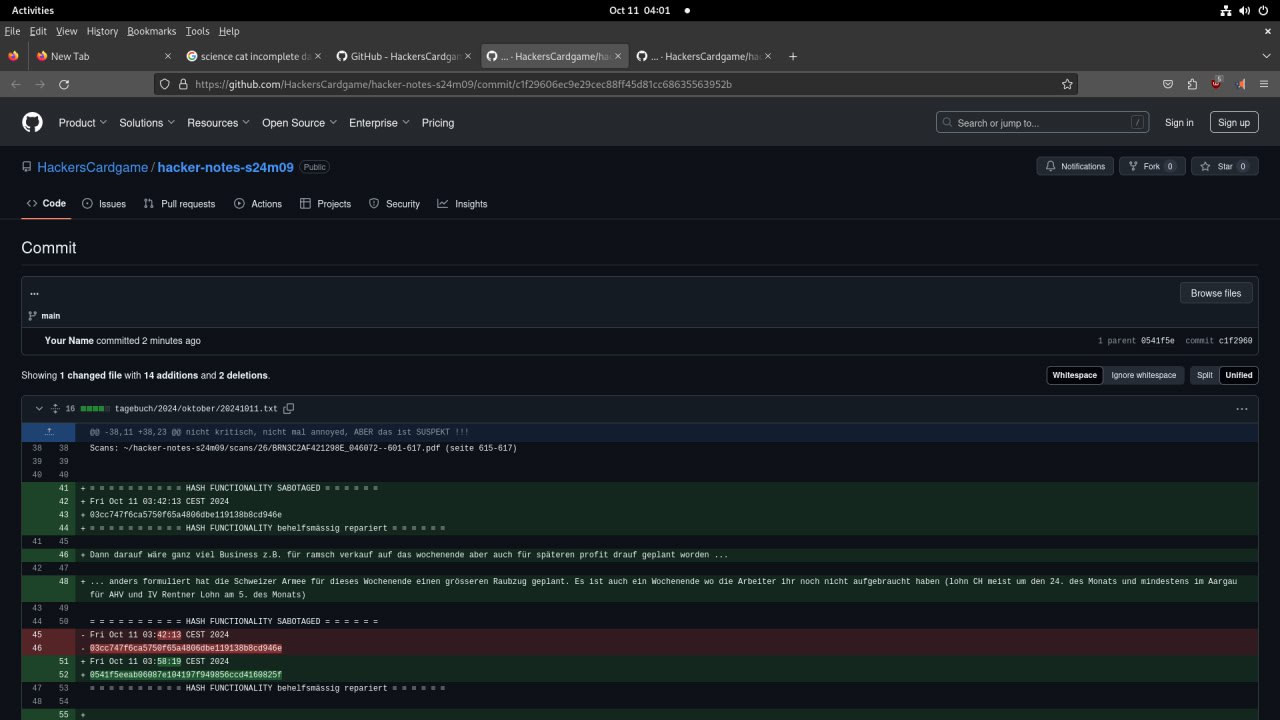 Activities
Oct 11 04:01
File Edit View History Bookmarks Tools Help
New Tab
science cat incomplete da
GitHub - HackersCardgam
... · HackersCardgame/ha
... · HackersCardgame/ha
https://github.com/HackersCardgame/hacker-notes-s24m09/commit/c1f29606ec9e29cec88ff45d81cc68635563952b
6
Product Solutions Resources Open Source Enterprise Pricing
Search or jump to... /
Sign in
Sign up
HackersCardgame / hacker-notes-s24m09 Public
Notifications Fork 0 Star 0
Code Issues Pull requests Actions Projects Security Insights
Commit
...
Browse files
main
Your Name committed 2 minutes ago
1 parent 0541f5e commit c1f2960
Showing 1 changed file with 14 additions and 2 deletions.
Whitespace Ignore whitespace Split Unified
16 tagebuch/2024/oktober/20241011.txt
@@ -38,11 +38,23 @@ nicht kritisch, nicht mal annoyed, ABER das ist SUSPEKT !!!
38 38 Scans: ~/hacker-notes-s24m09/scans/26/BRN3C2AF421298E_046072--601-617.pdf (seite 615-617)
39 39
40 40
41 + = = = = = = = = = = HASH FUNCTIONALITY SABOTAGED = = = = = =
42 + Fri Oct 11 03:42:13 CEST 2024
43 + 03cc747f6ca5750f65a4806dbe119138b8cd946e
44 + = = = = = = = = = = HASH FUNCTIONALITY behelfsmässig repariert = = = = = =
41 45
46 + Dann darauf wäre ganz viel Business z.B. für ramsch verkauf auf das wochenende aber auch für späteren profit drauf geplant worden ...
42 47
48 + ... anders formuliert hat die Schweizer Armee für dieses Wochenende einen grösseren Raubzug geplant. Es ist auch ein Wochenende wo die Arbeiter ihr noch nicht aufgebraucht haben (lohn CH meist um den 24. des Monats und mindestens im Aargau
für AHV und IV Rentner Lohn am 5. des Monats)
43 49
44 50 = = = = = = = = = = HASH FUNCTIONALITY SABOTAGED = = = = = =
45 - Fri Oct 11 03:42:13 CEST 2024
46 - 03cc747f6ca5750f65a4806dbe119138b8cd946e
51 + Fri Oct 11 03:58:19 CEST 2024
52 + 0541f5eeab06087e104197f949856ccd4160825f
47 53 = = = = = = = = = = HASH FUNCTIONALITY behelfsmässig repariert = = = = = =
48 54
55 +